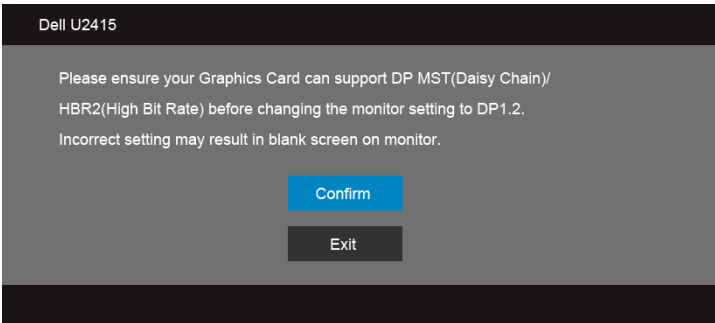 Dell U2415
Please ensure your Graphics Card can support DP MST(Daisy Chain)/
HBR2(High Bit Rate) before changing the monitor setting to DP1.2.
Incorrect setting may result in blank screen on monitor.
Confirm
Exit